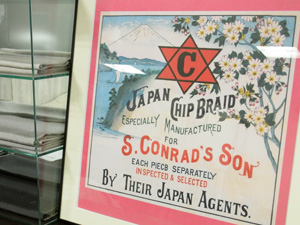 C
JAPAN CHIP BRAID
ESPECIALLY MANUFACTURED
FOR
S. CONRAD'S SON
EACH PIECE SEPARATELY
INSPECTED & SELECTED
BY THEIR JAPAN AGENTS.